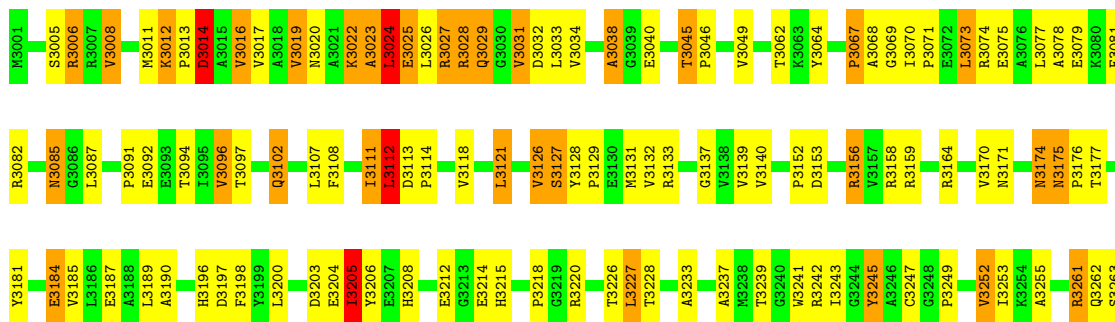 M3001 S3005 R3006 R3007 V3008 M3011 K3012 P3013 D3014 A3015 V3016 V3017 A3018 V3019 N3020 A3021 K3022 A3023 L3024 E3025 L3026 R3027 R3028 Q3029 G3030 V3031 D3032 L3033 V3034 A3038 G3039 E3040 T3045 P3046 V3049 T3062 K3063 Y3064 P3067 A3068 G3069 I3070 P3071 E3072 L3073 R3074 E3075 A3076 L3077 A3078 E3079 K3080
R3082 N3085 G3086 L3087 P3091 E3092 E3093 T3094 I3095 V3096 T3097 Q3102 L3107 F3108 I3111 L3112 D3113 P3114 V3118 L3121 V3126 S3127 Y3128 P3129 E3130 M3131 V3132 R3133 G3137 V3138 V3139 V3140 P3152 D3153 R3156 V3157 R3158 R3159 R3164 V3170 N3171 N3174 N3175 P3176 T3177
Y3181 E3184 V3185 L3186 E3187 A3188 L3189 A3190 H3196 D3197 F3198 Y3199 L3200 D3203 E3204 I3205 Y3206 E3207 H3208 E3212 G3213 E3214 H3215 P3218 G3219 R3220 T3226 L3227 T3228 A3233 A3237 M3238 T3239 G3240 W3241 R3242 I3243 G3244 Y3245 A3246 C3247 G3248 P3249 V3252 I3253 K3254 A3255 R3261 Q3262